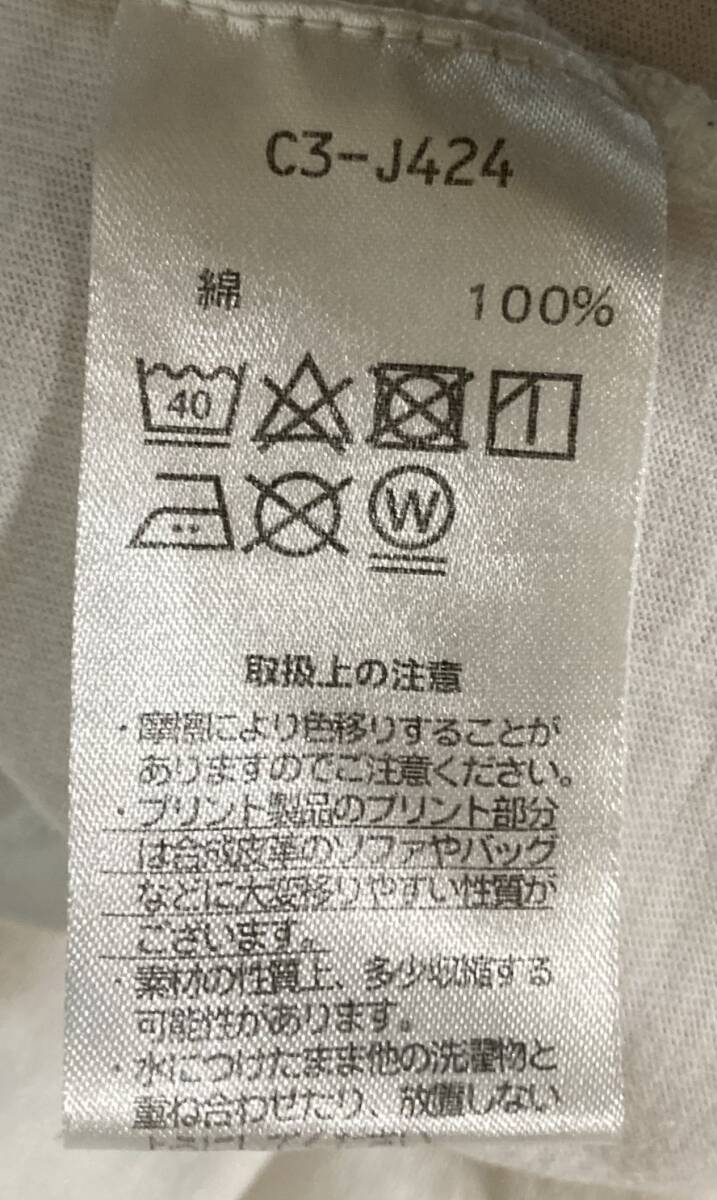 C3-J424
綿 100%
40
W
取扱上の注意
・摩擦により色移りすることが
ありますのでご注意ください。
・プリント製品のプリント部分
は合成皮革のソファやバッグ
などに大変移りやすい性質が
ございます。
・素材の性質上、多少収縮する
可能性があります。
・水につけたまま他の洗濯物と
重ね合わせたり、放置しない